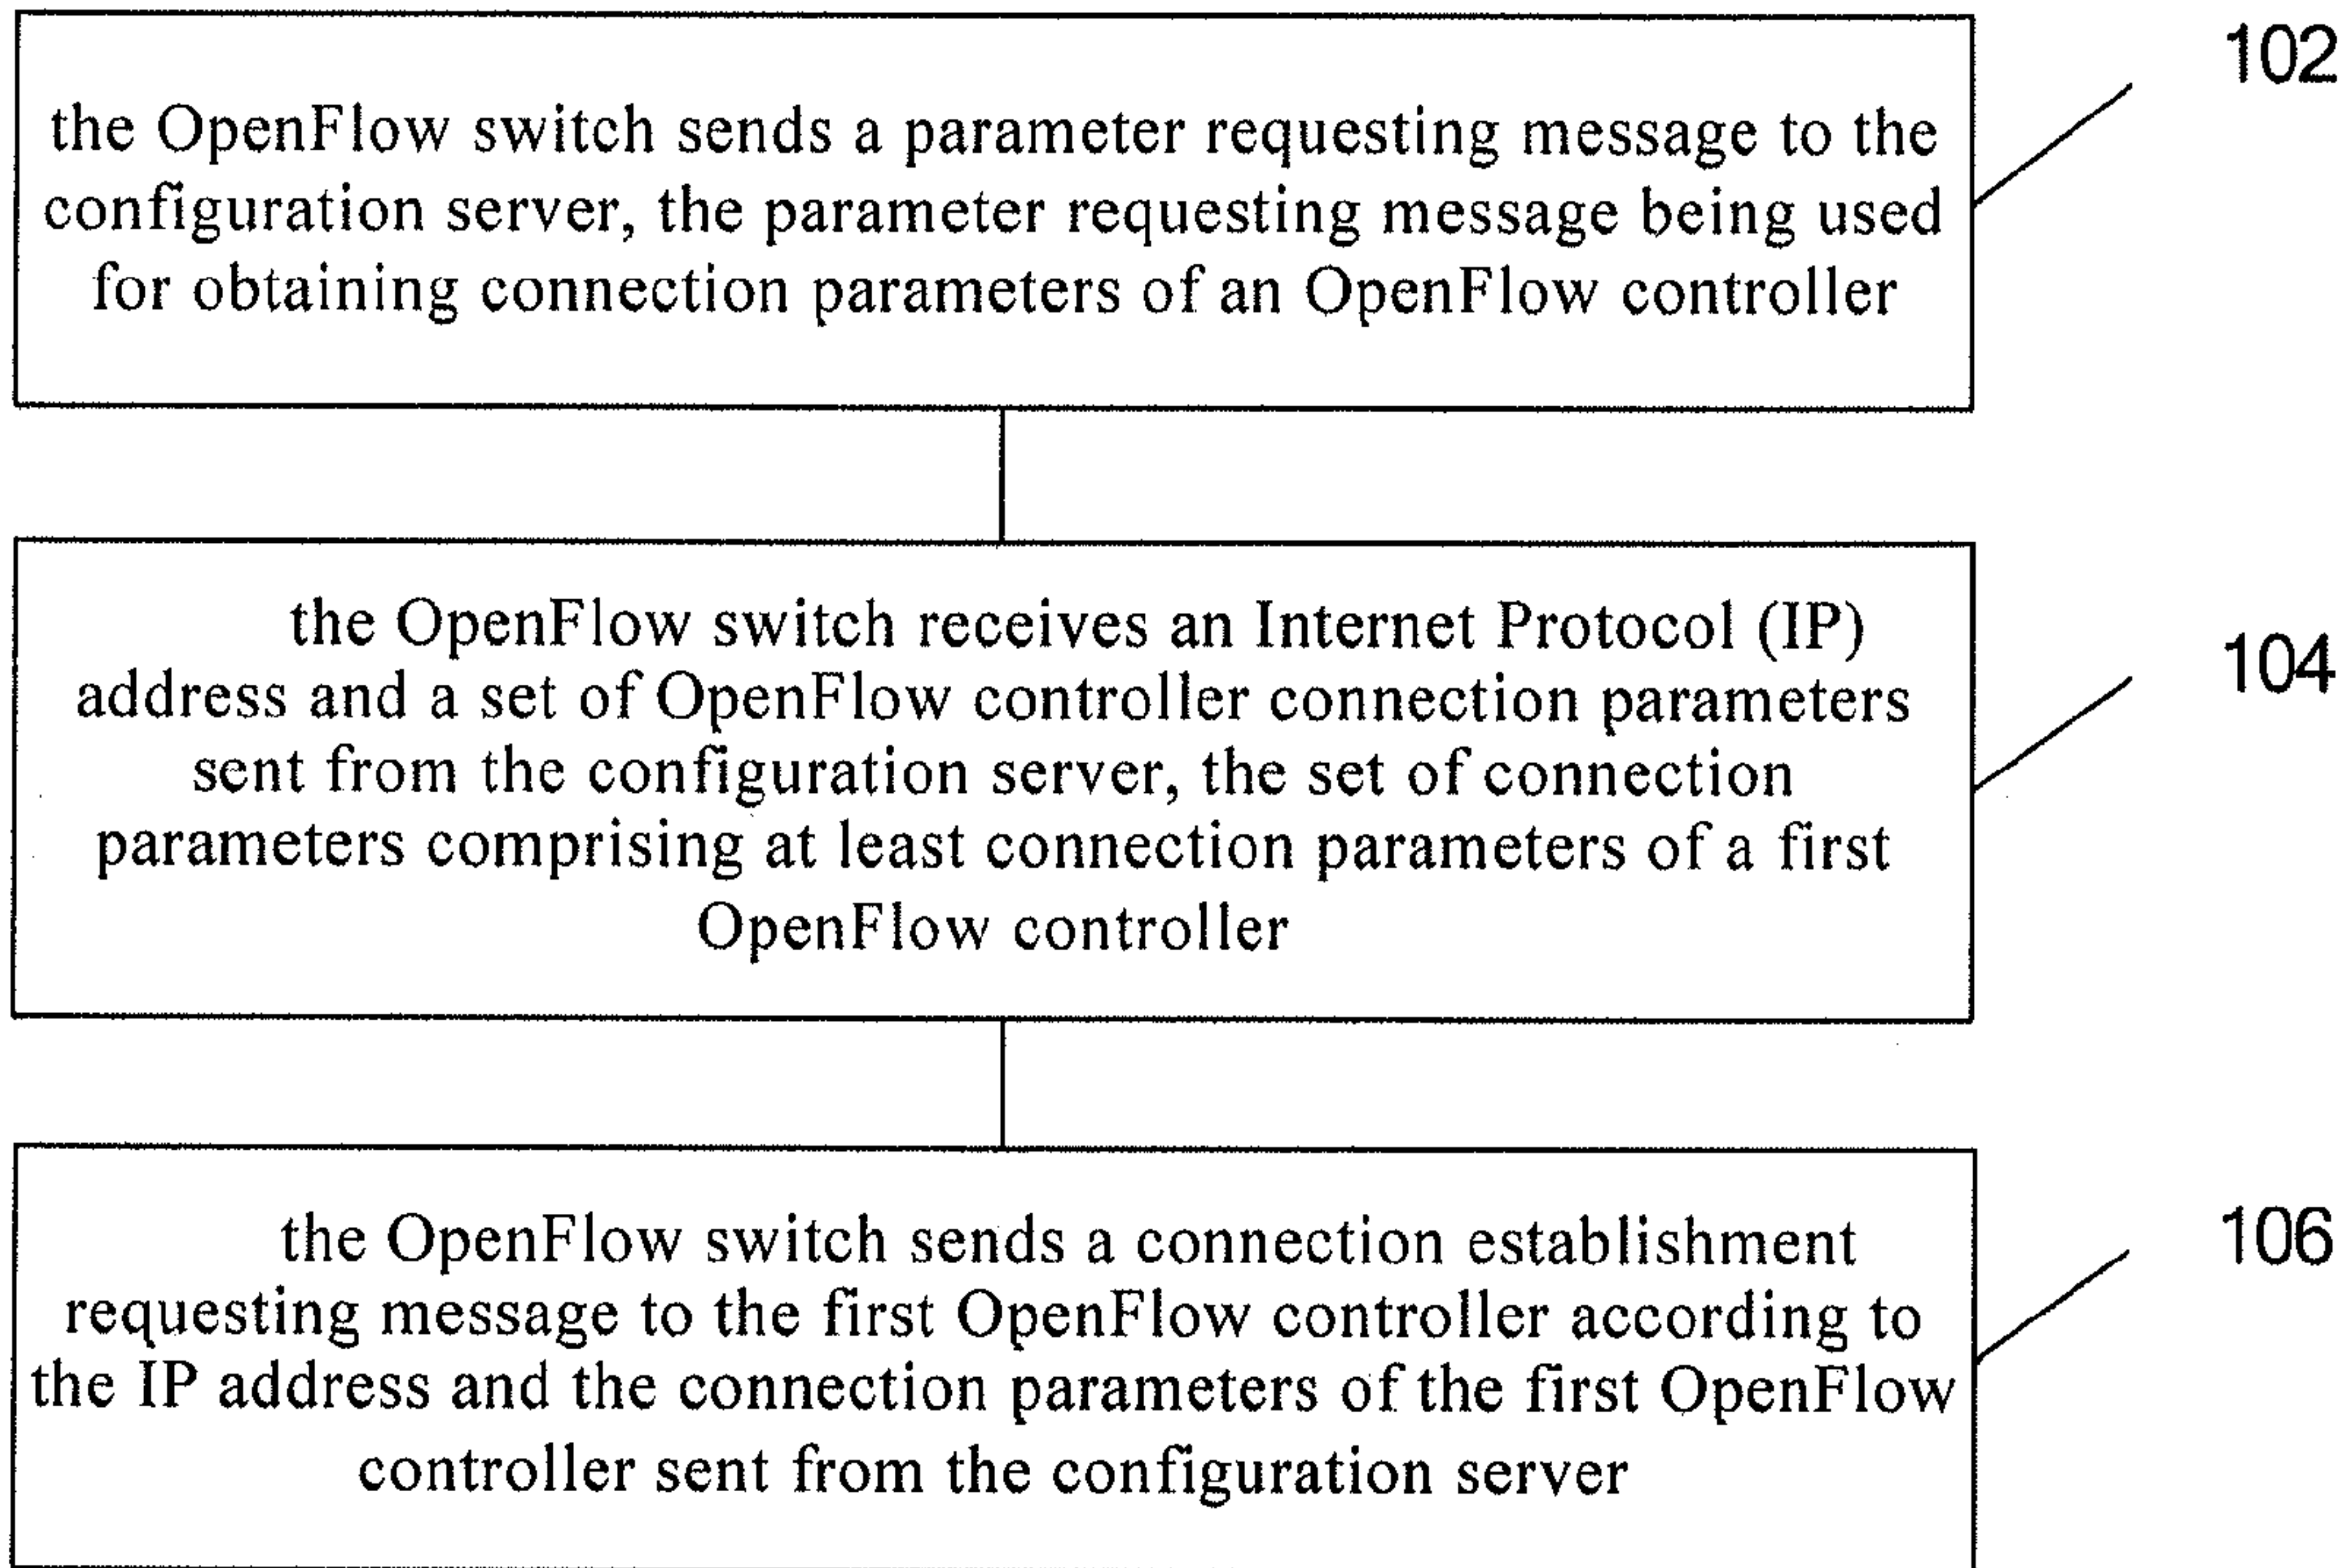 102
the OpenFlow switch sends a parameter requesting message to the
configuration server, the parameter requesting message being used
for obtaining connection parameters of an OpenFlow controller
the OpenFlow switch receives an Internet Protocol (IP)
104
address and a set of OpenFlow controller connection parameters
sent from the configuration server, the set of connection
parameters comprising at least connection parameters of a first
OpenFlow controller
the OpenFlow switch sends a connection establishment
106
requesting message to the first OpenFlow controller according to
the IP address and the connection parameters of the first OpenFlow
controller sent from the configuration server